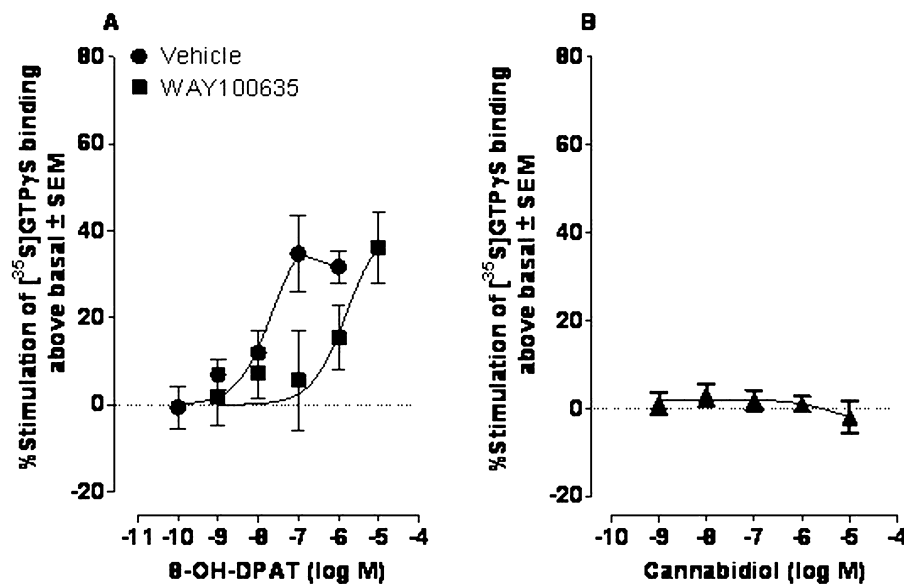 A
Vehicle
WAY100635
%Stimulation of [³⁵S]GTPγS binding
above basal ± SEM
80
60
40
20
0
-20
-11 -10 -9 -8 -7 -6 -5 -4
8-OH-DPAT (log M)
B
%Stimulation of [³⁵S]GTPγS binding
above basal ± SEM
80
60
40
20
0
-20
-10 -9 -8 -7 -6 -5 -4
Cannabidiol (log M)